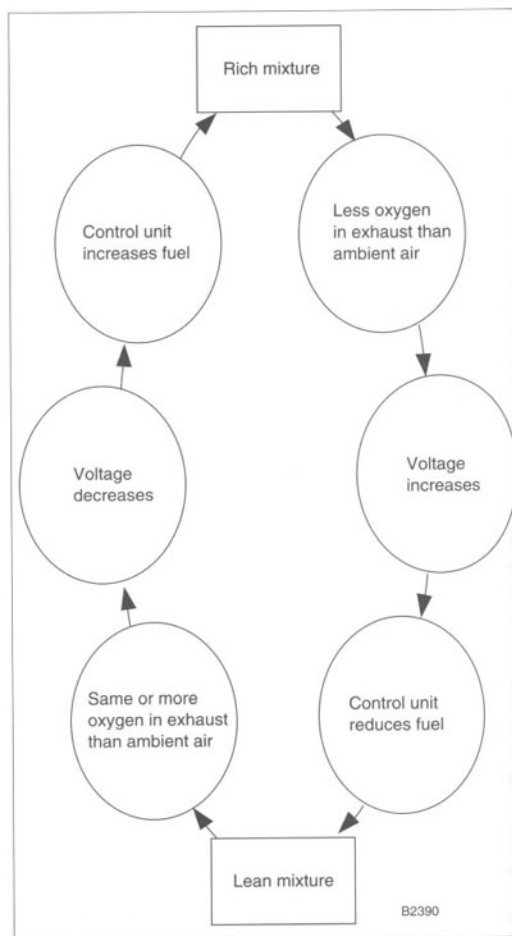 Rich mixture
Less oxygen
in exhaust than
ambient air
Voltage
increases
Control unit
reduces fuel
Lean mixture
Same or more
oxygen in exhaust
than ambient air
Voltage
decreases
Control unit
increases fuel
B2390